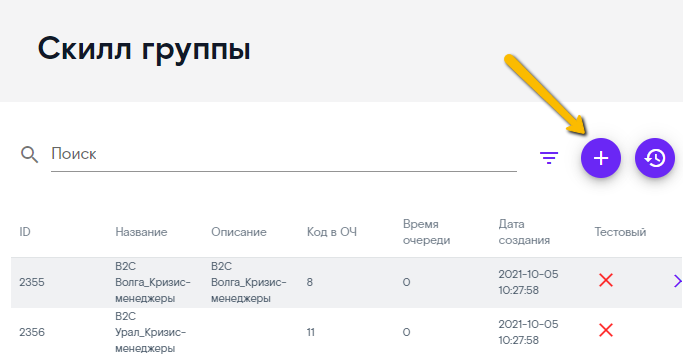 Скилл группы
Поиск
ID Название Описание Код в ОЧ Время очереди Дата создания Тестовый
2355 B2C Волга_Кризис-менеджеры B2C Волга_Кризис-менеджеры 8 0 2021-10-05 10:27:58
2356 B2C Урал_Кризис-менеджеры 11 0 2021-10-05 10:27:58